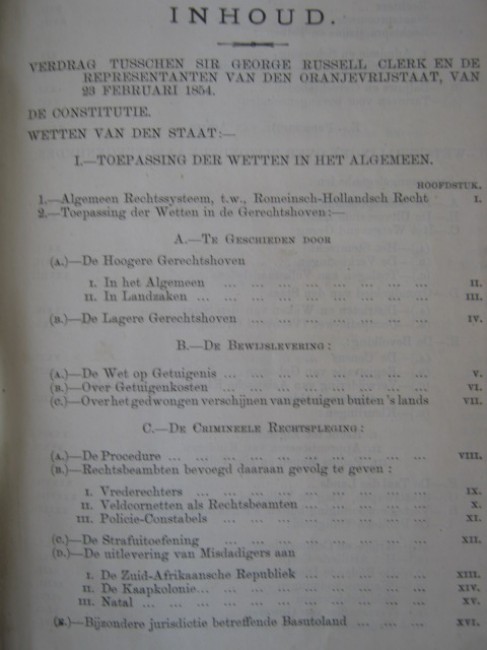 INHOUD.
VERDRAG TUSSCHEN SIR GEORGE RUSSELL CLERK EN DE
REPRESENTANTEN VAN DEN ORANJEVRIJSTAAT, VAN
23 FEBRUARI 1854.
DE CONSTITUTIE.
WETTEN VAN DEN STAAT:—
I.—TOEPASSING DER WETTEN IN HET ALGEMEEN.
HOOFDSTUK.
1.—Algemeen Rechtssysteem, t.w., Romeinsch-Hollandsch Recht I.
2.—Toepassing der Wetten in de Gerechtshoven:—
A.—TE GESCHIEDEN DOOR
(A.)—De Hoogere Gerechtshoven
I. In het Algemeen ... ... ... ... ... ... II.
II. In Landzaken ... ... ... ... ... ... ... III.
(B.)—De Lagere Gerechtshoven ... ... ... ... ... IV.
B.—DE BEWIJSLEVERING:
(A.)—De Wet op Getuigenis ... ... ... ... ... ... V.
(B.)—Over Getuigenkosten ... ... ... ... ... ... VI.
(C.)—Over het gedwongen verschijnen van getuigen buiten 's lands VII.
C.—DE CRIMINEELE RECHTSPLEGING:
(A.)—De Procedure ... ... ... ... ... ... ... ... VIII.
(B.)—Rechtsbeambten bevoegd daaraan gevolg te geven:
I. Vrederechters ... ... ... ... ... ... ... IX.
II. Veldcornetten als Rechtsbeamten ... ... ... ... X.
III. Policie-Constabels ... ... ... ... ... ... XI.
(C.)—De Strafuitoefening ... ... ... ... ... ... XII.
(D.)—De uitlevering van Misdadigers aan
I. De Zuid-Afrikaansche Republiek ... ... ... ... XIII.
II. De Kaapkolonie... ... ... ... ... ... ... XIV.
III. Natal ... ... ... ... ... ... ... ... ... XV.
(E.)—Bijzondere jurisdictie betreffende Basutoland ... ... ... XVI.